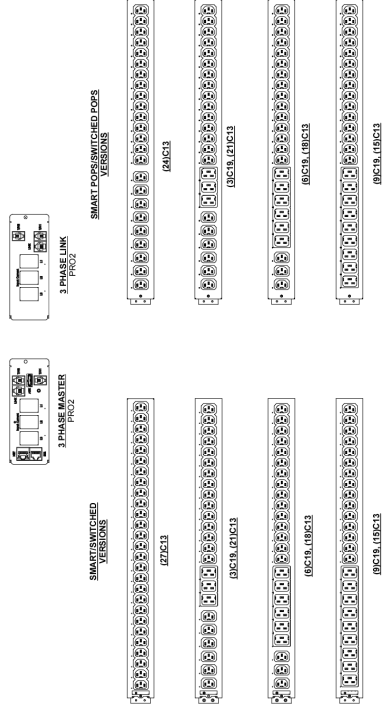 3 PHASE MASTER
PRO2
3 PHASE LINK
PRO2
SMART/SWITCHED
VERSIONS
(27)C13
(3)C19, (21)C13
(6)C19, (18)C13
(9)C19, (15)C13
SMART POPS/SWITCHED POPS
VERSIONS
(24)C13
(3)C19, (21)C13
(6)C19, (18)C13
(9)C19, (15)C13